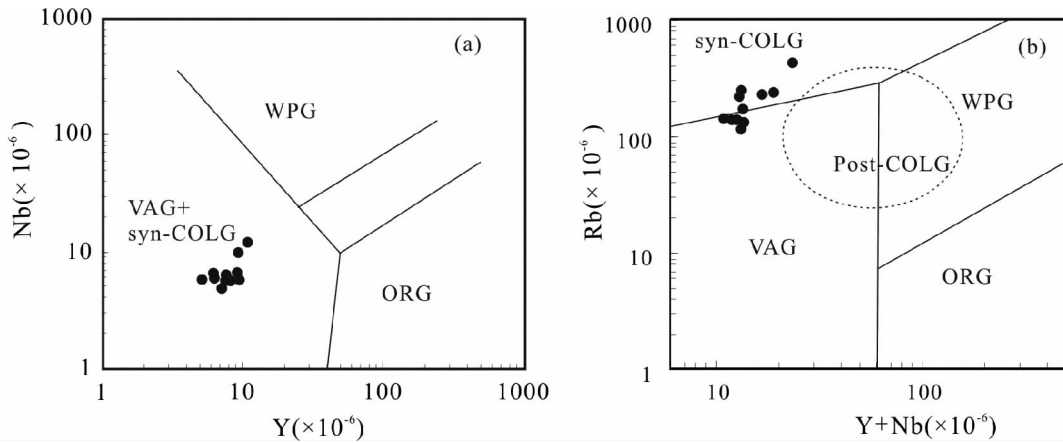 1000
(a)
WPG
100
Nb(× 10⁻⁶)
VAG+
syn-COLG
10
ORG
1
1
10
100
1000
Y(×10⁻⁶)
1000
syn-COLG
(b)
WPG
100
Post-COLG
Rb(× 10⁻⁶)
VAG
10
ORG
1
10
100
Y+Nb(×10⁻⁶)